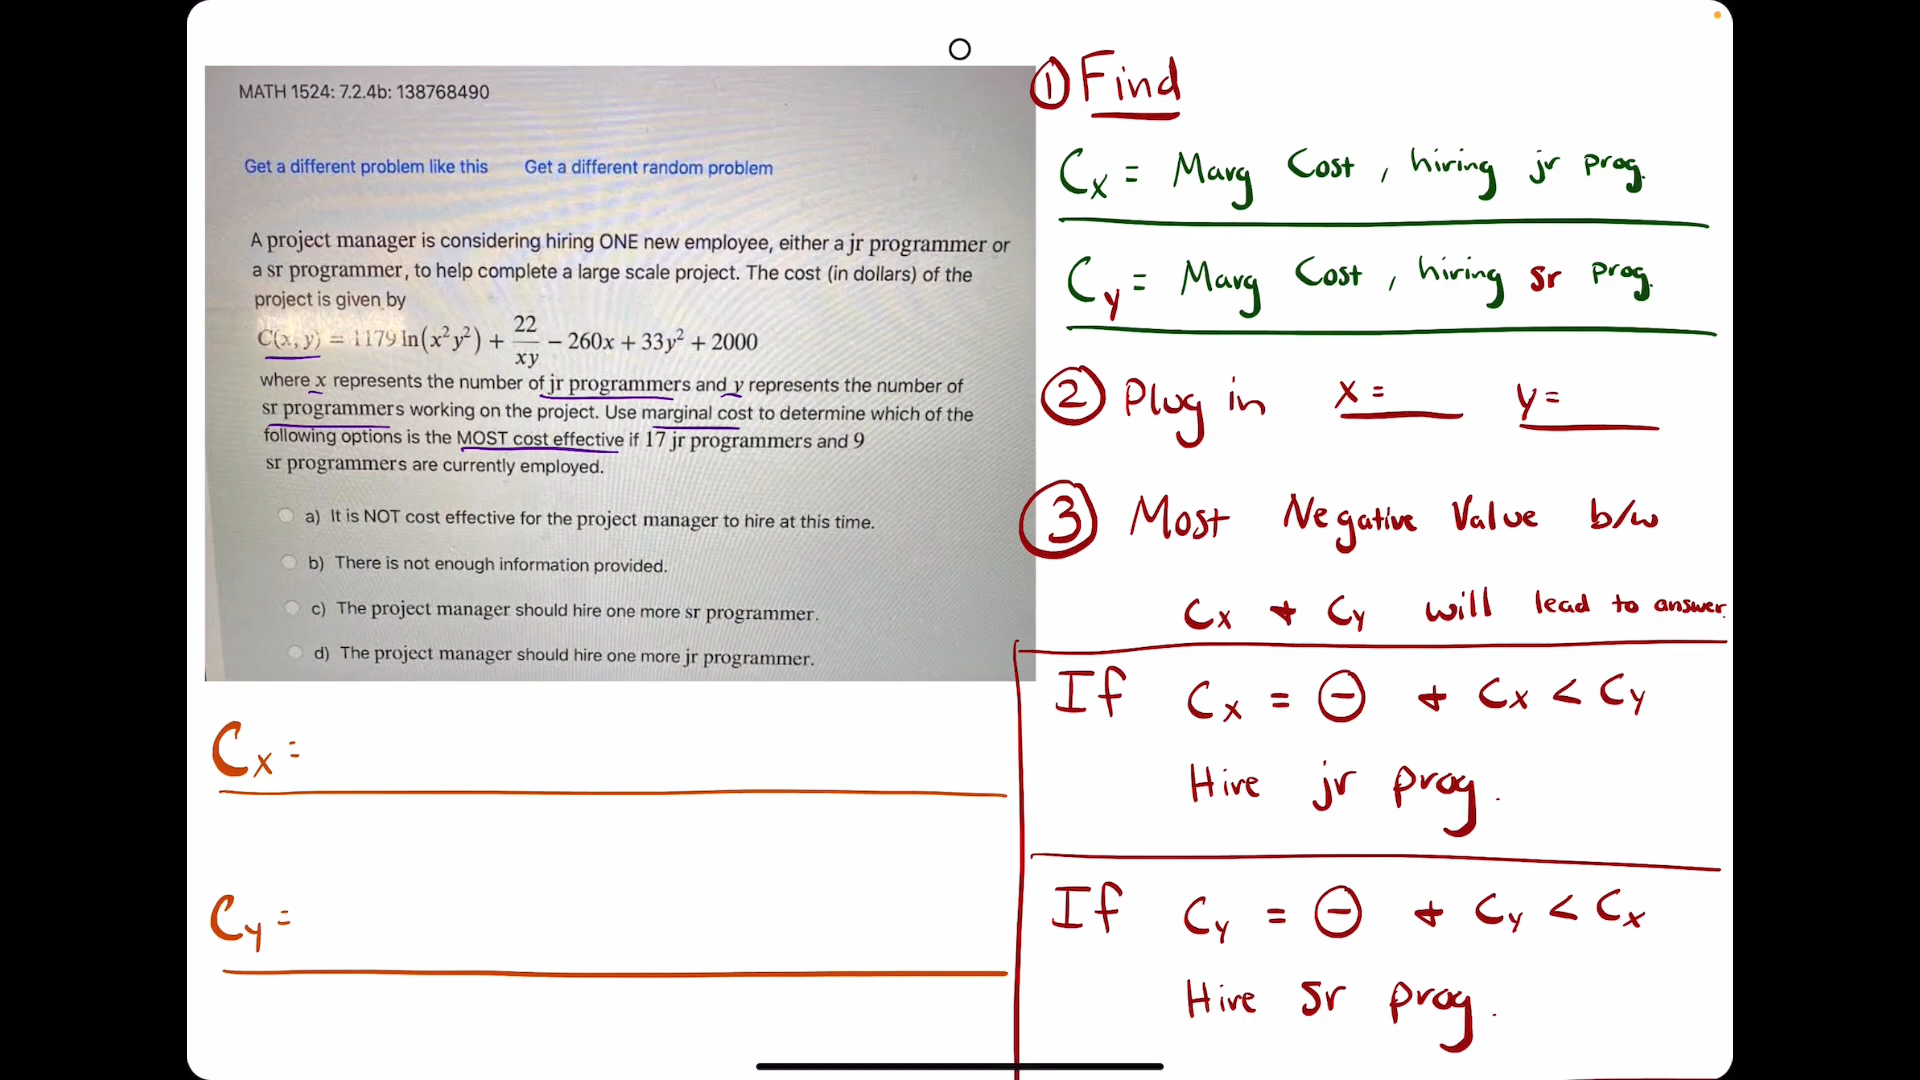 MATH 1524: 7.2.4b: 138768490
Get a different problem like this Get a different random problem
A project manager is considering hiring ONE new employee, either a jr programmer or
a sr programmer, to help complete a large scale project. The cost (in dollars) of the
project is given by
C(x, y) = 1179 ln(x²y²) + 22/xy − 260x + 33y² + 2000
where x represents the number of jr programmers and y represents the number of
sr programmers working on the project. Use marginal cost to determine which of the
following options is the MOST cost effective if 17 jr programmers and 9
sr programmers are currently employed.
a) It is NOT cost effective for the project manager to hire at this time.
b) There is not enough information provided.
c) The project manager should hire one more sr programmer.
d) The project manager should hire one more jr programmer.
Cx =
Cy =
① Find
Cx = Marg Cost, hiring jr prog.
Cy = Marg Cost, hiring sr prog.
② Plug in x= y=
③ Most Negative Value b/w
Cx + Cy will lead to answer.
If Cx = ⊖ + Cx < Cy
Hire jr prog.
If Cy = ⊖ + Cy < Cx
Hire Sr prog.